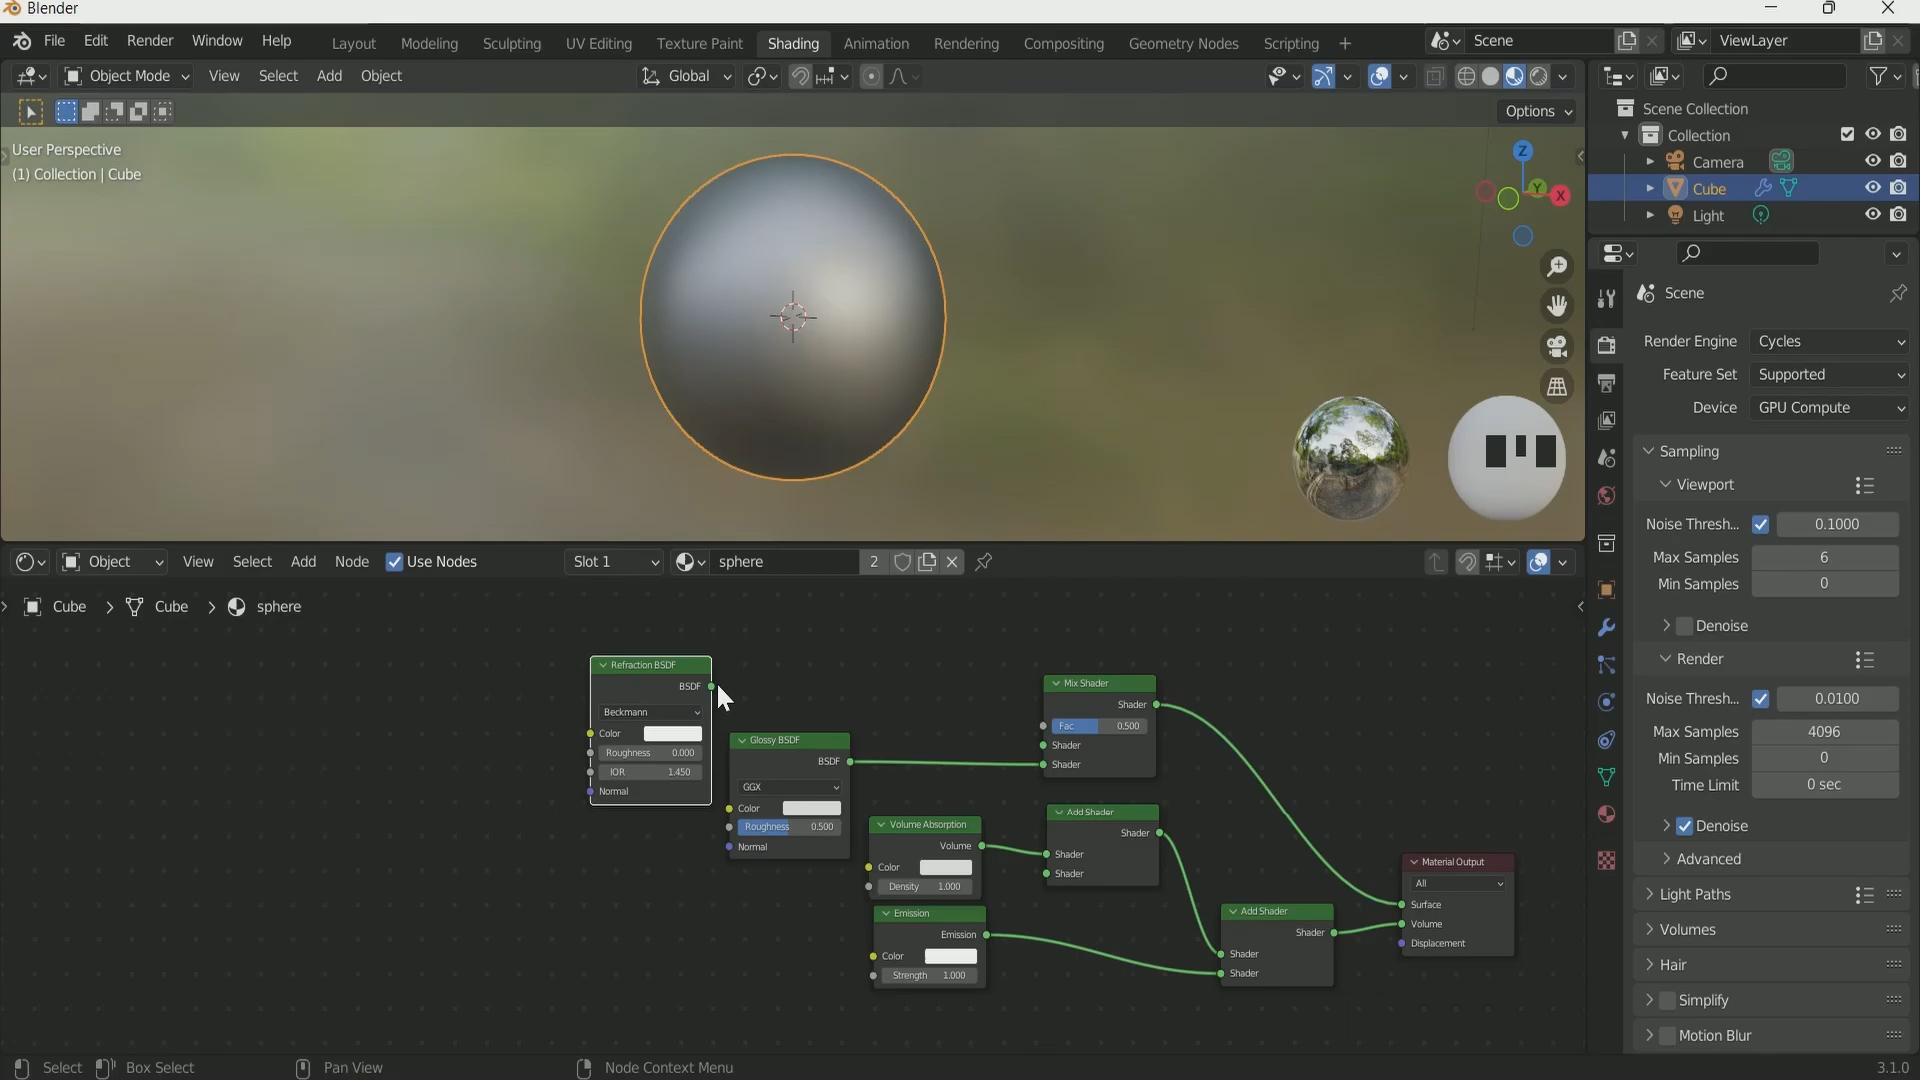 Blender
File Edit Render Window Help Layout Modeling Sculpting UV Editing Texture Paint Shading Animation Rendering Compositing Geometry Nodes Scripting + Scene ViewLayer
Object Mode View Select Add Object Global
Options
User Perspective
(1) Collection | Cube
Z
Y
X
Scene Collection
Collection
Camera
Cube
Light
Scene
Render Engine Cycles
Feature Set Supported
Device GPU Compute
Sampling
Viewport
Noise Thresh... 0.1000
Max Samples 6
Min Samples 0
Denoise
Render
Noise Thresh... 0.0100
Max Samples 4096
Min Samples 0
Time Limit 0 sec
Denoise
Advanced
Light Paths
Volumes
Hair
Simplify
Motion Blur
Object View Select Add Node Use Nodes Slot 1 sphere 2
Cube > Cube > sphere
Refraction BSDF
BSDF
Beckmann
Color
Roughness 0.000
IOR 1.450
Normal
Glossy BSDF
BSDF
GGX
Color
Roughness 0.500
Normal
Volume Absorption
Volume
Color
Density 1.000
Emission
Emission
Color
Strength 1.000
Mix Shader
Shader
Fac 0.500
Shader
Shader
Add Shader
Shader
Shader
Shader
Add Shader
Shader
Shader
Shader
Material Output
All
Surface
Volume
Displacement
Select Box Select Pan View Node Context Menu 3.1.0